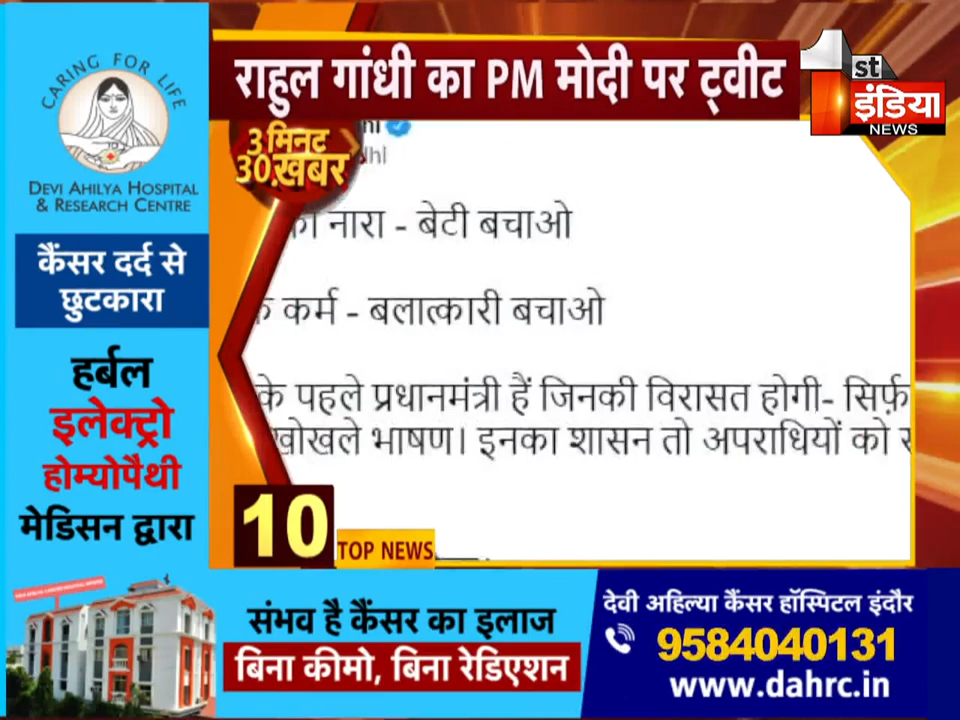 CARING FOR LIFE
DEVI AHILYA HOSPITAL
& RESEARCH CENTRE
कैंसर दर्द से
छुटकारा
हर्बल
इलेक्ट्रो
होम्योपैथी
मेडिसन द्वारा
राहुल गांधी का PM मोदी पर ट्वीट
1st
इंडिया
NEWS
3 मिनट
30 ख़बर
नारा - बेटी बचाओ
कर्म - बलात्कारी बचाओ
के पहले प्रधानमंत्री हैं जिनकी विरासत होगी- सिर्फ़
खोखले भाषण। इनका शासन तो अपराधियों को
10
TOP NEWS
संभव है कैंसर का इलाज
बिना कीमो, बिना रेडिएशन
देवी अहिल्या कैंसर हॉस्पिटल इंदौर
9584040131
www.dahrc.in